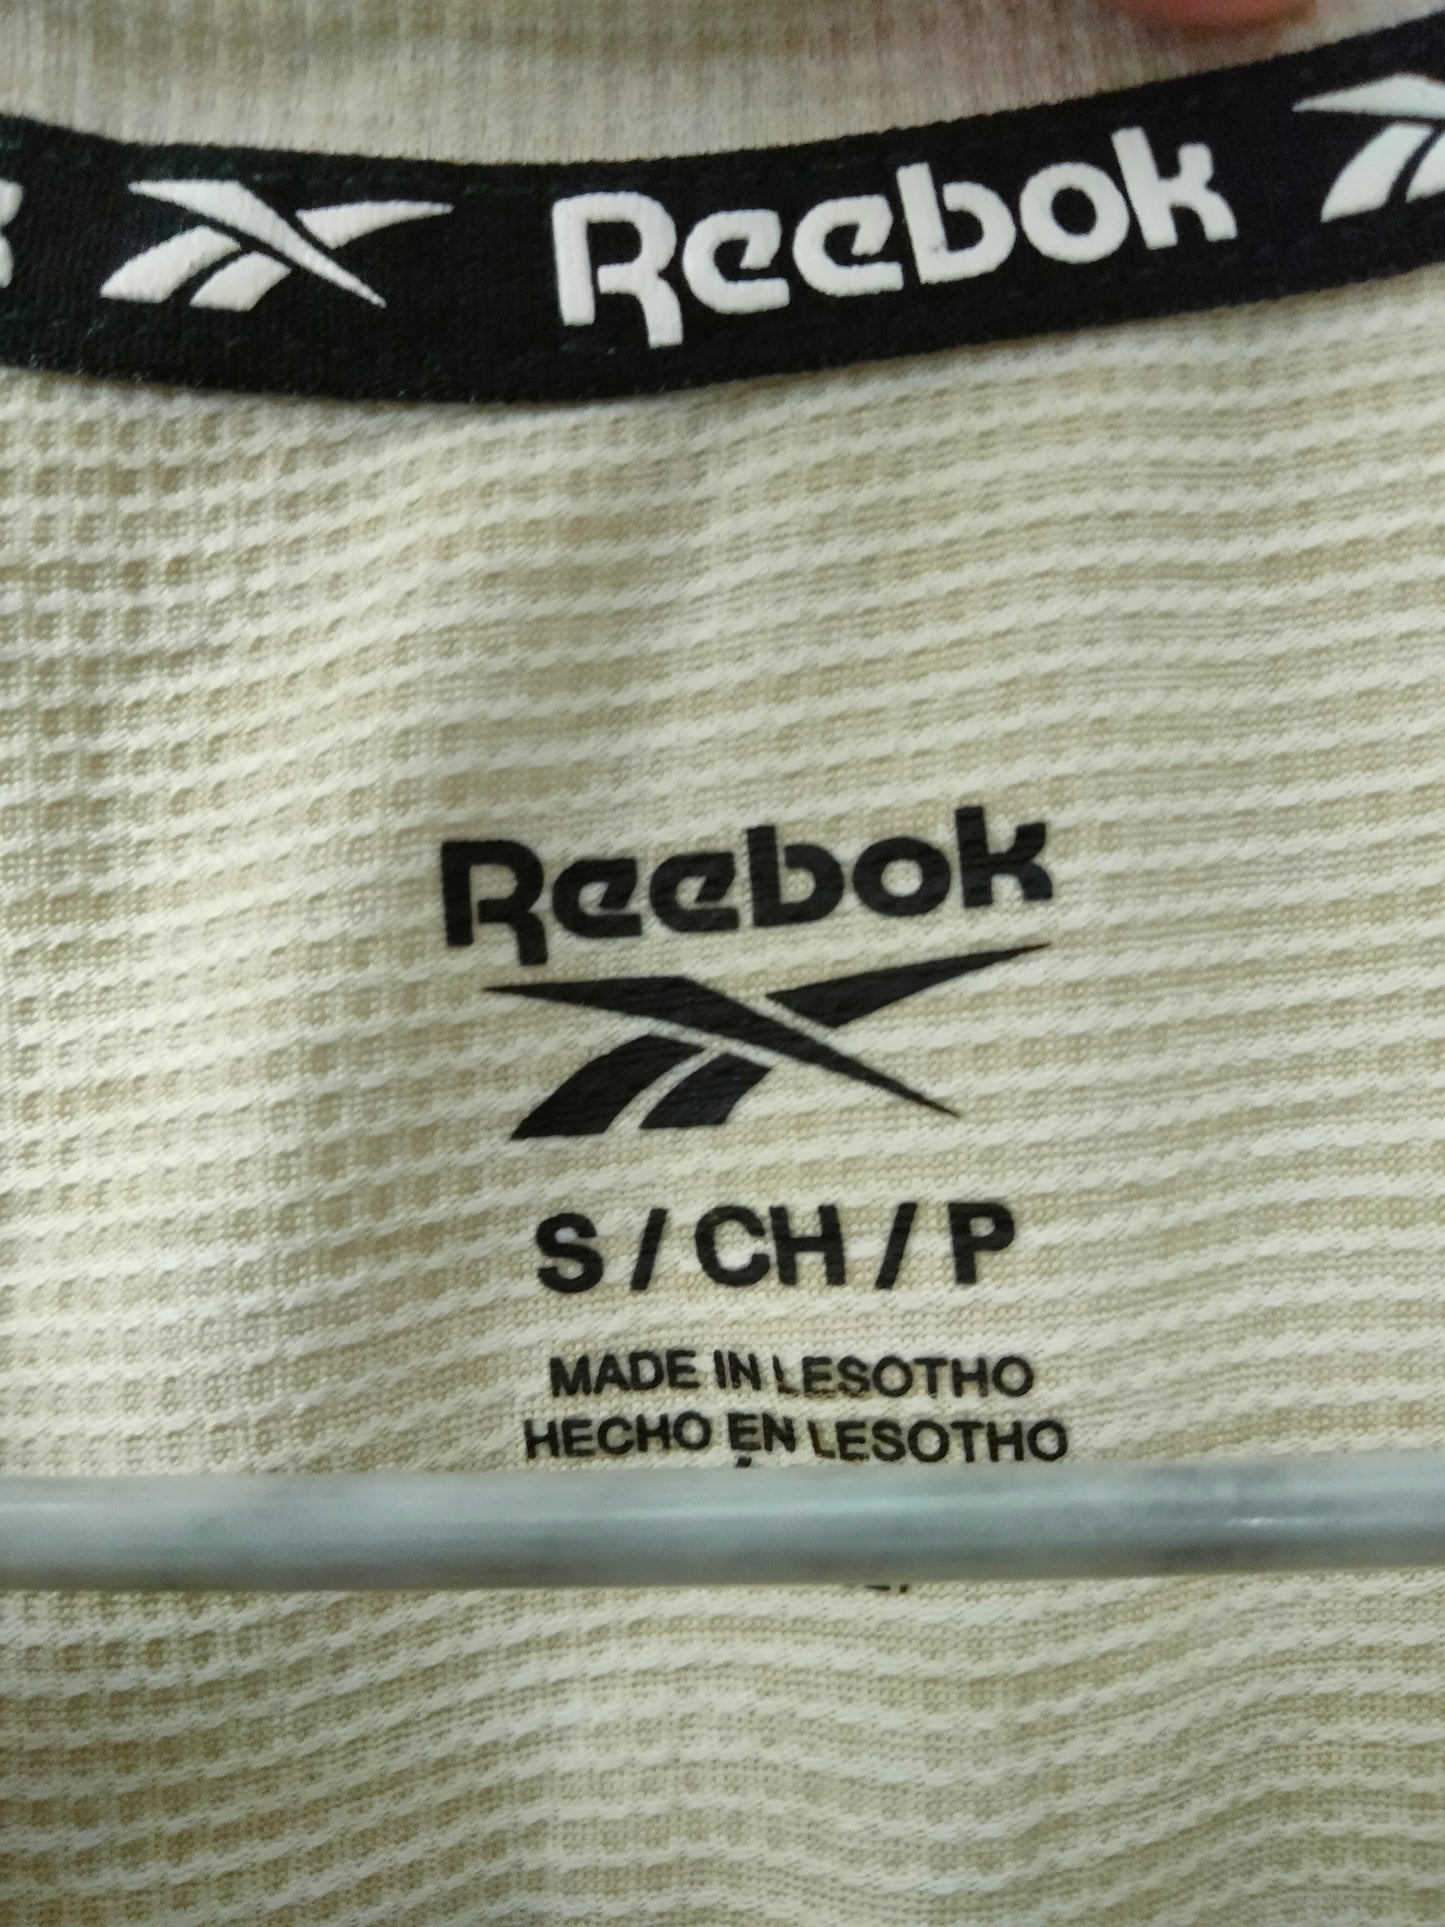 Reebok
Reebok
S / CH / P
MADE IN LESOTHO
HECHO EN LESOTHO